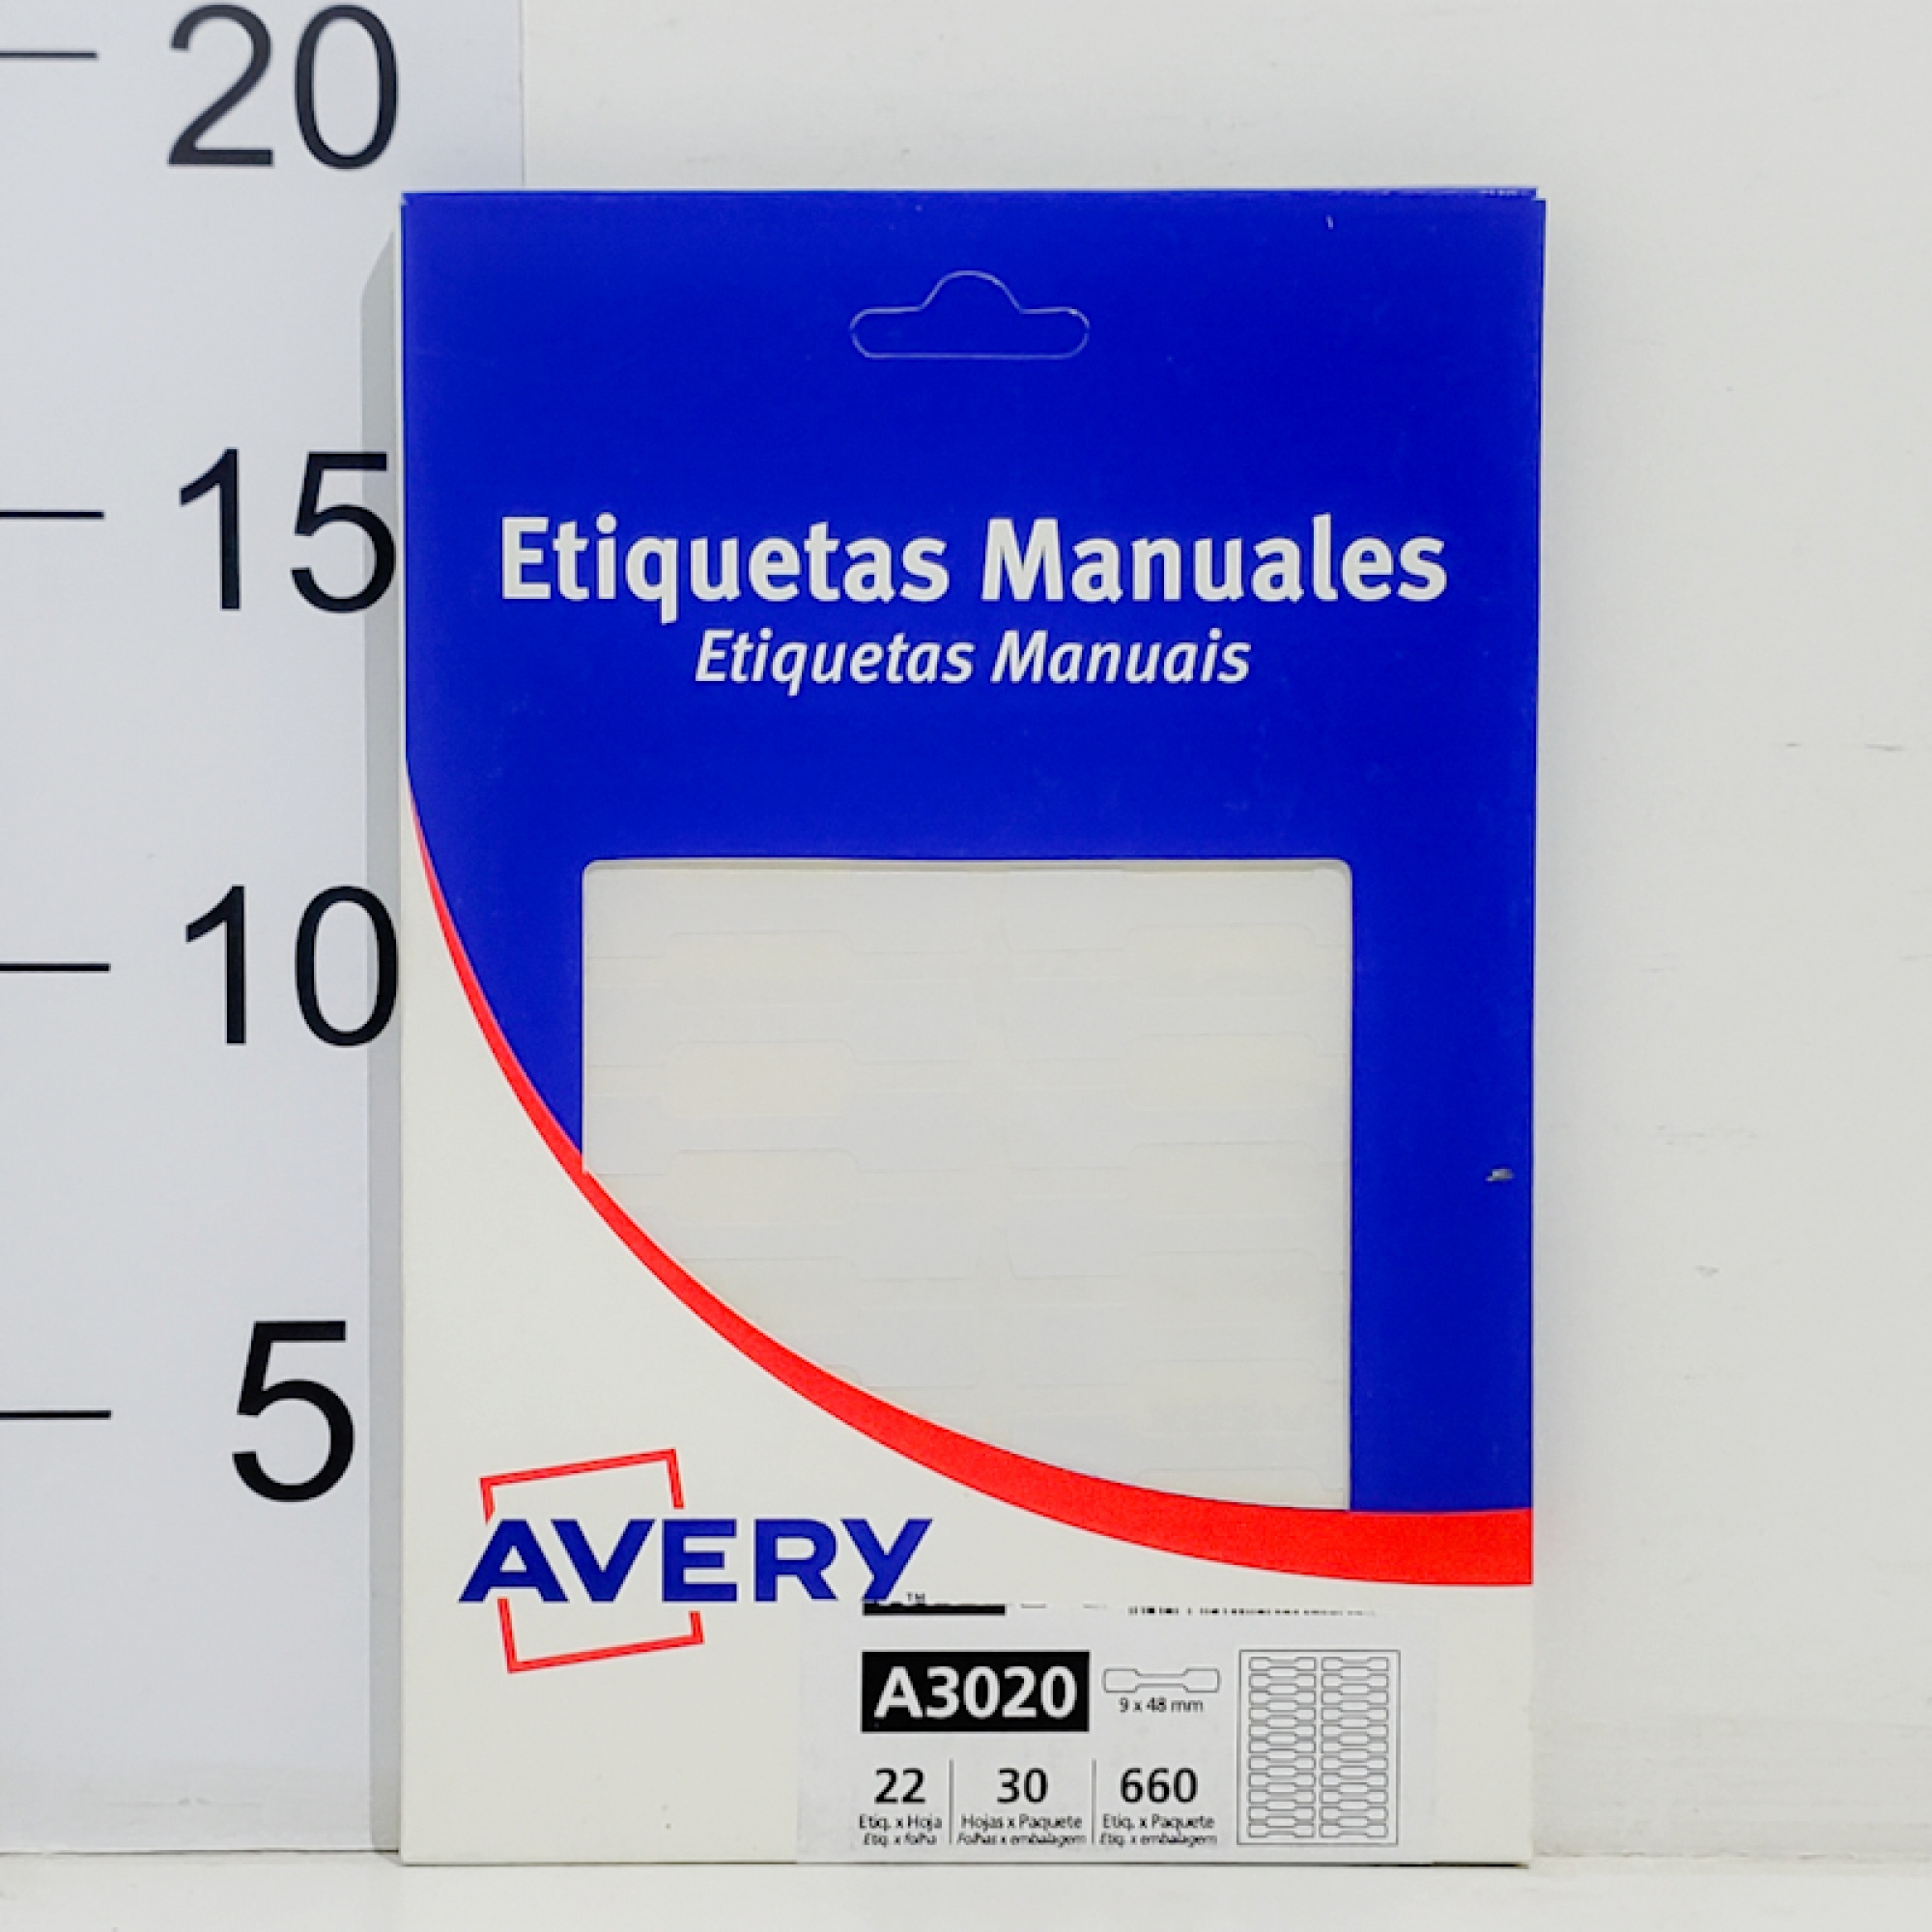 20
15
10
5
Etiquetas Manuales
Etiquetas Manuais
AVERY™
A3020
9 x 48 mm
22
Etiq. x Hoja
Etiq. x folha
30
Hojas x Paquete
Folhas x embalagem
660
Etiq. x Paquete
Etiq. x embalagem